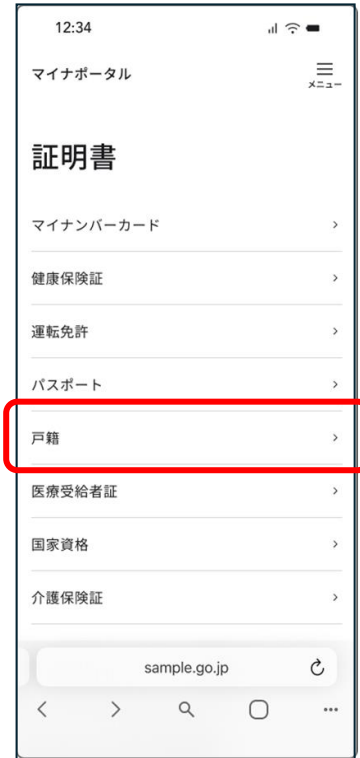 12:34
マイナポータル
メニュー
証明書
マイナンバーカード
健康保険証
運転免許
パスポート
戸籍
医療受給者証
国家資格
介護保険証
sample.go.jp